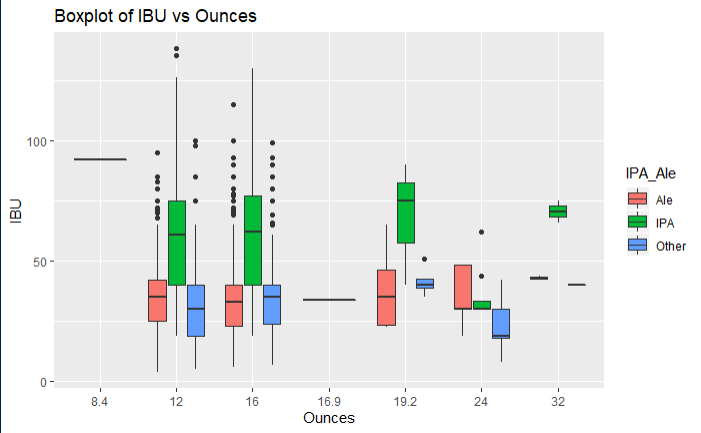 Boxplot of IBU vs Ounces
100
50
0
IBU
8.4 12 16 16.9 19.2 24 32
Ounces
IPA_Ale
Ale
IPA
Other